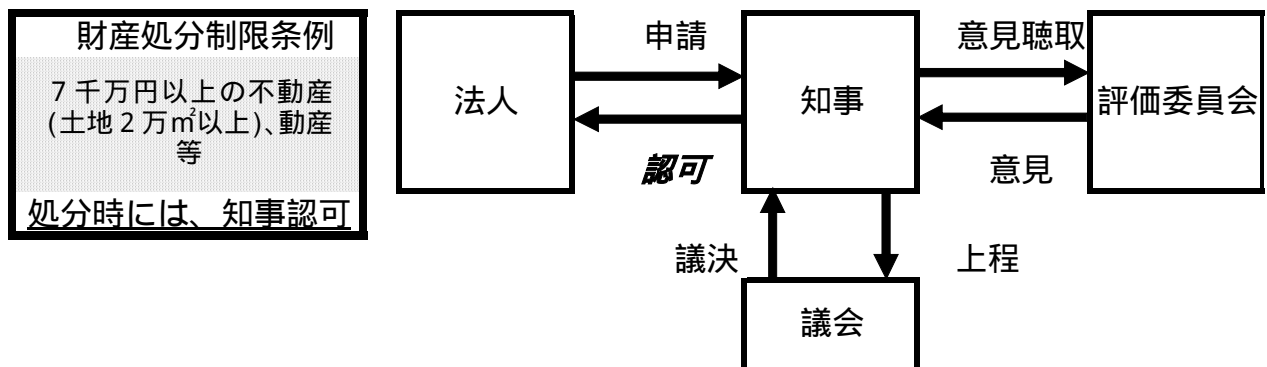 財産処分制限条例
７千万円以上の不動産
(土地２万㎡以上)、動産
等
処分時には、知事認可
法人
申請
認可
知事
意見聴取
意見
評価委員会
議決
上程
議会